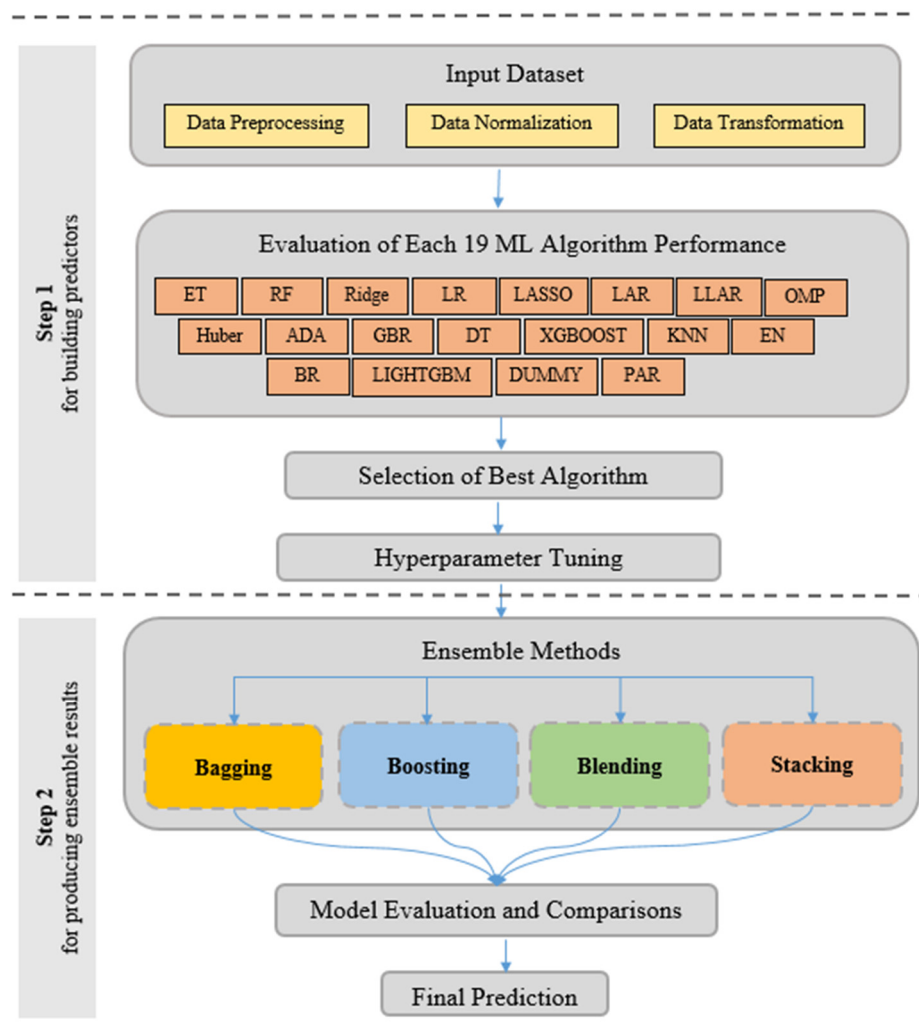 Step 1
for building predictors
Input Dataset
Data Preprocessing
Data Normalization
Data Transformation
Evaluation of Each 19 ML Algorithm Performance
ET
RF
Ridge
LR
LASSO
LAR
LLAR
OMP
Huber
ADA
GBR
DT
XGBOOST
KNN
EN
BR
LIGHTGBM
DUMMY
PAR
Selection of Best Algorithm
Hyperparameter Tuning
Step 2
for producing ensemble results
Ensemble Methods
Bagging
Boosting
Blending
Stacking
Model Evaluation and Comparisons
Final Prediction